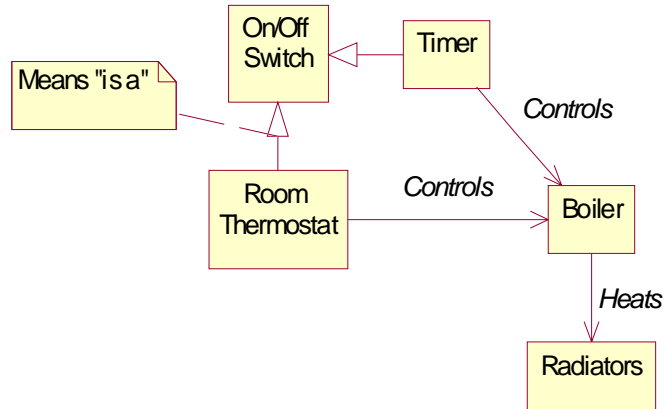 On/Off
Switch
Timer
Means "is a"
Controls
Room
Thermostat
Controls
Boiler
Heats
Radiators